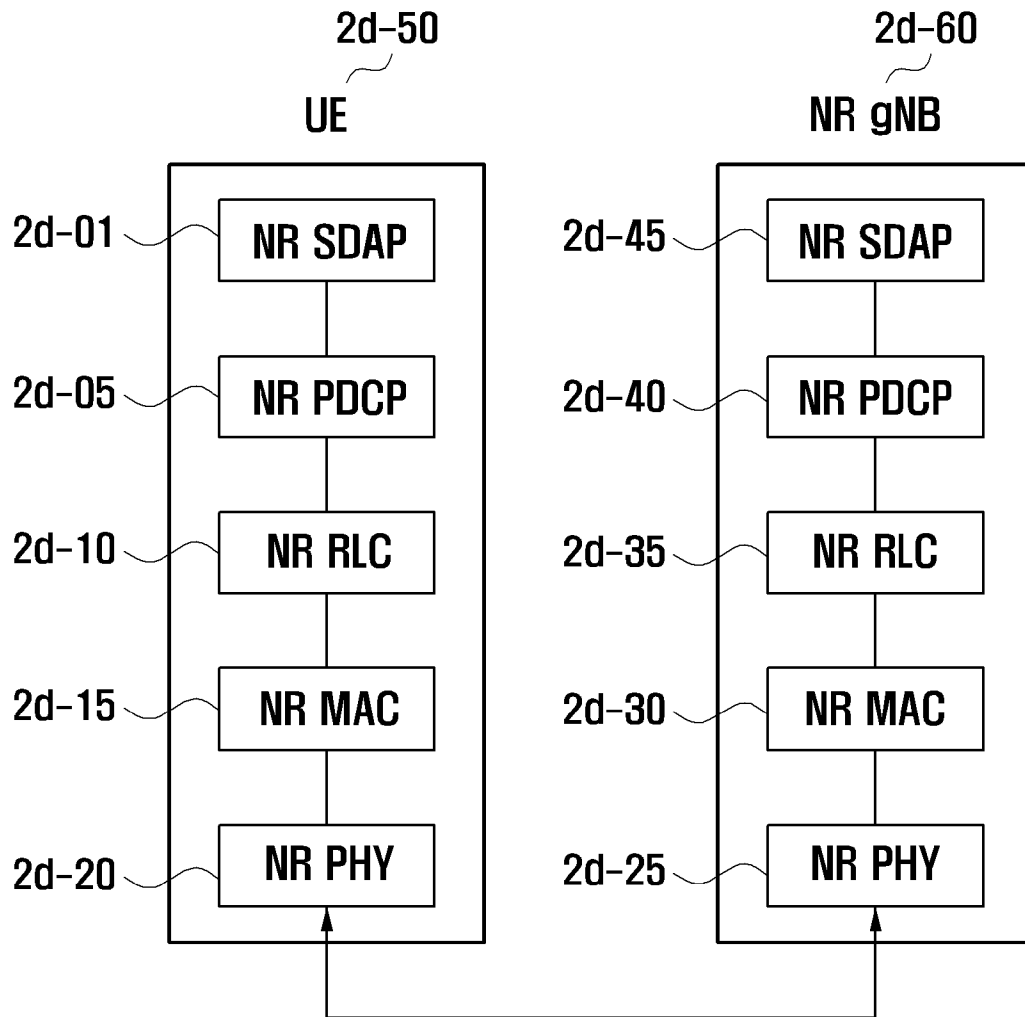 2d-50
2d-60
UE
NR gNB
2d-01
NR SDAP
2d-45
NR SDAP
2d-05
NR PDCP
2d-40
NR PDCP
2d-10
NR RLC
2d-35
NR RLC
2d-15
NR MAC
2d-30
NR MAC
2d-20
NR PHY
2d-25
NR PHY